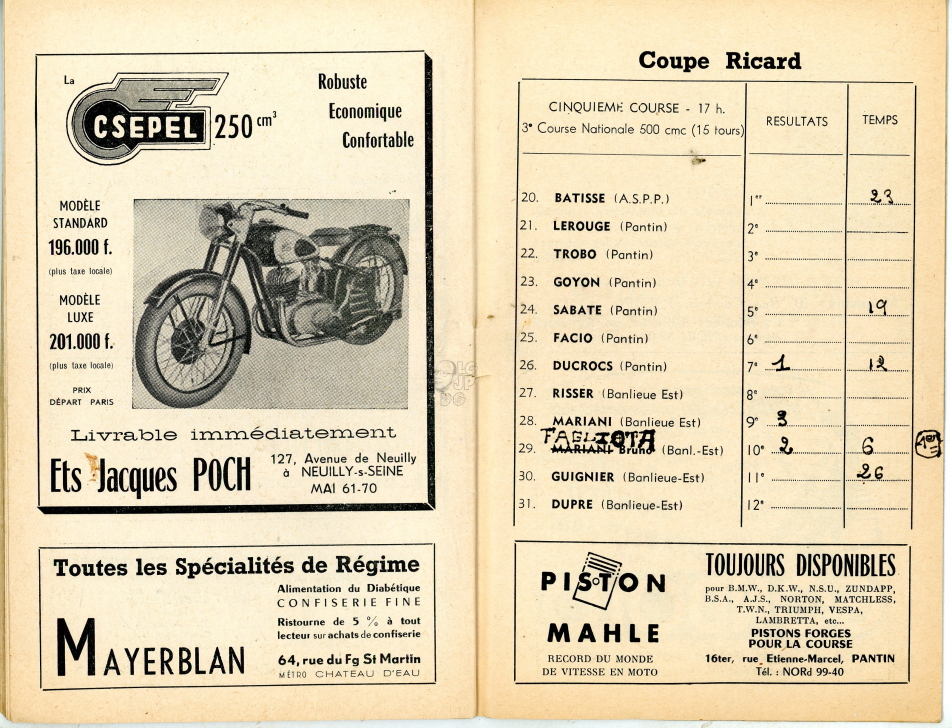 La
CSEPEL 250 cm³
Robuste
Economique
Confortable
MODÈLE
STANDARD
196.000 f.
(plus taxe locale)
MODÈLE
LUXE
201.000 f.
(plus taxe locale)
PRIX
DÉPART PARIS
Livrable immédiatement
Ets Jacques POCH
127, Avenue de Neuilly
à NEUILLY-s-SEINE
MAI 61-70
Toutes les Spécialités de Régime
MAYERBLAN
Alimentation du Diabétique
CONFISERIE FINE
Ristourne de 5 % à tout
lecteur sur achats de confiserie
64, rue du Fg St Martin
MÉTRO CHATEAU D'EAU
Coupe Ricard
CINQUIEME COURSE - 17 h.
3e Course Nationale 500 cmc (15 tours)
RESULTATS
TEMPS
20. BATISSE (A.S.P.P.) 1er 23
21. LEROUGE (Pantin) 2e
22. TROBO (Pantin) 3e
23. GOYON (Pantin) 4e
24. SABATE (Pantin) 5e 19
25. FACIO (Pantin) 6e
26. DUCROCS (Pantin) 7e 1 12
27. RISSER (Banlieue Est) 8e
28. MARIANI (Banlieue Est) 9e 3
FAGLIOTA
29. MARIANI Bruno (Banl.-Est) 10e 2 6
30. GUIGNIER (Banlieue-Est) 11e 26
31. DUPRE (Banlieue-Est) 12e
PISTON
MAHLE
RECORD DU MONDE
DE VITESSE EN MOTO
TOUJOURS DISPONIBLES
pour B.M.W., D.K.W., N.S.U., ZUNDAPP,
B.S.A., A.J.S., NORTON, MATCHLESS,
T.W.N., TRIUMPH, VESPA,
LAMBRETTA, etc...
PISTONS FORGES
POUR LA COURSE
16ter, rue Etienne-Marcel, PANTIN
Tél. : NORd 99-40